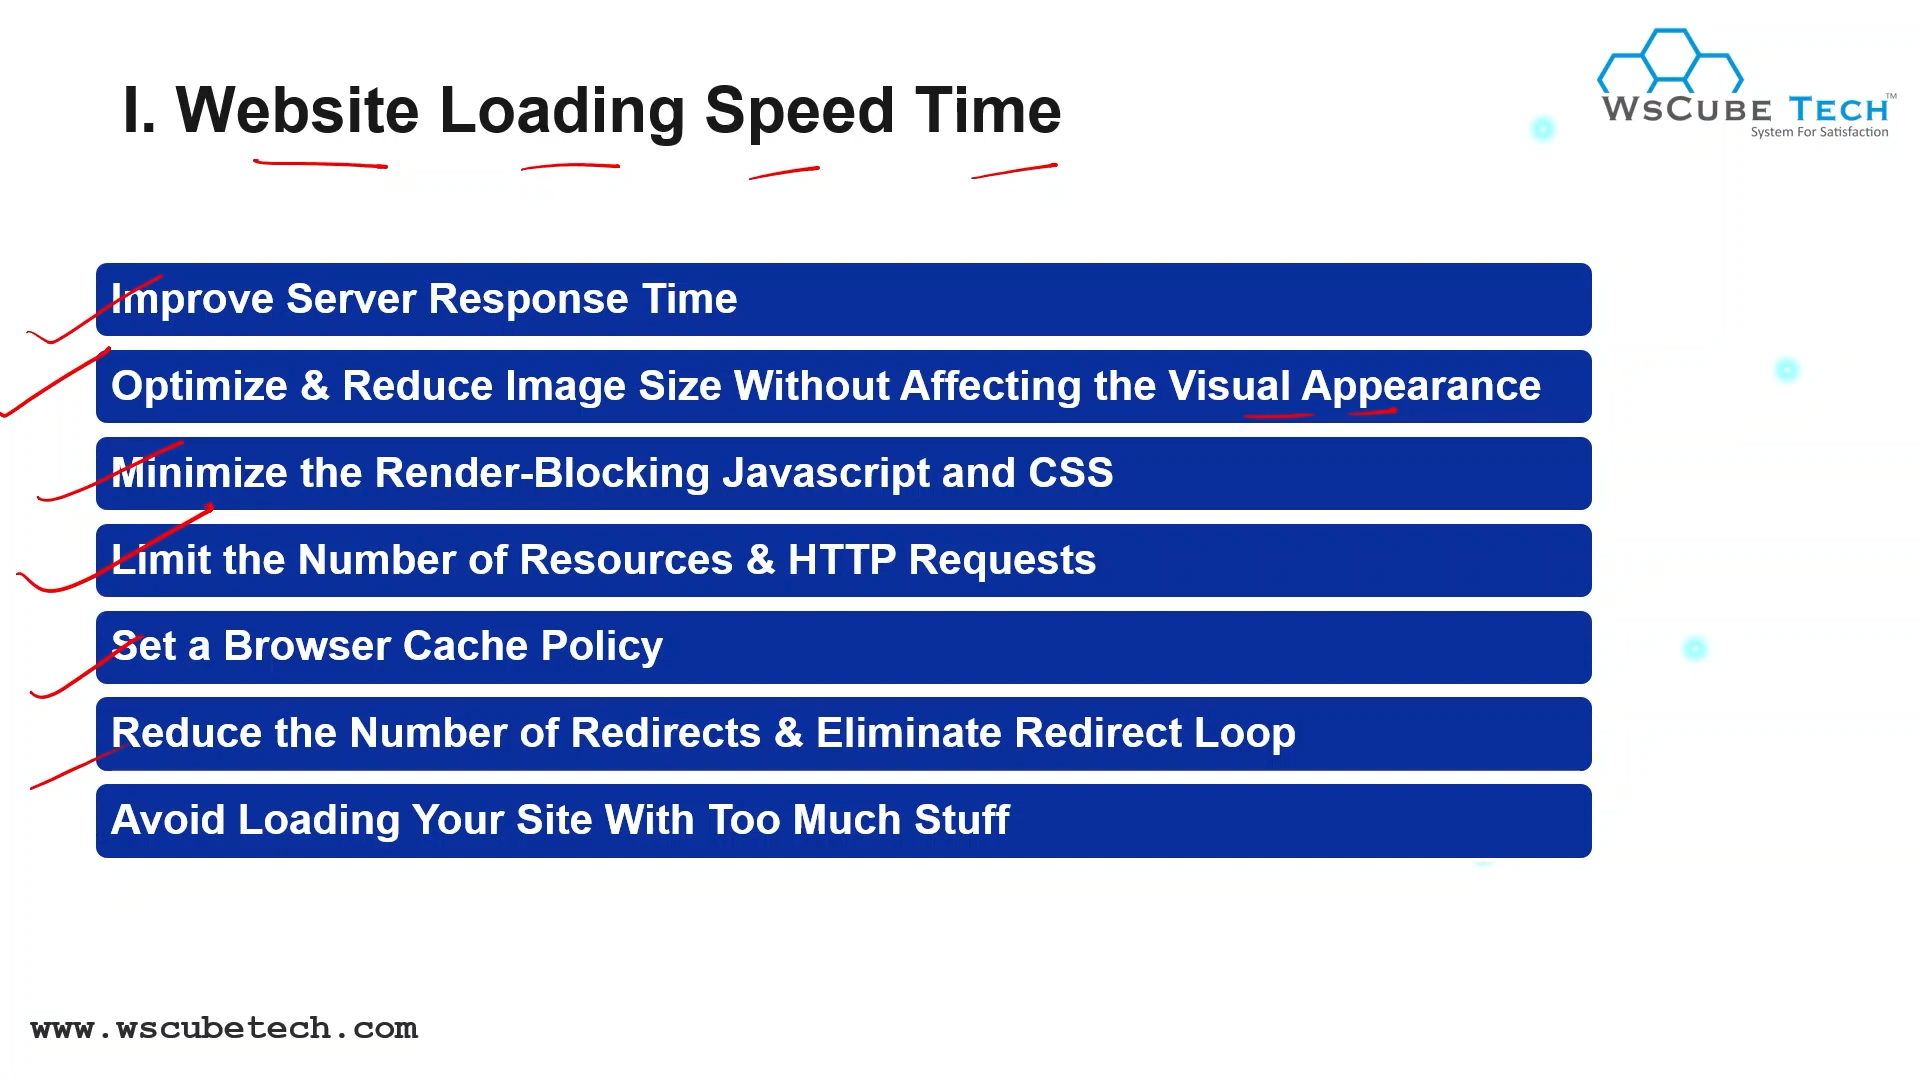 I. Website Loading Speed Time
WsCube Tech™
System For Satisfaction
Improve Server Response Time
Optimize & Reduce Image Size Without Affecting the Visual Appearance
Minimize the Render-Blocking Javascript and CSS
Limit the Number of Resources & HTTP Requests
Set a Browser Cache Policy
Reduce the Number of Redirects & Eliminate Redirect Loop
Avoid Loading Your Site With Too Much Stuff
www.wscubetech.com